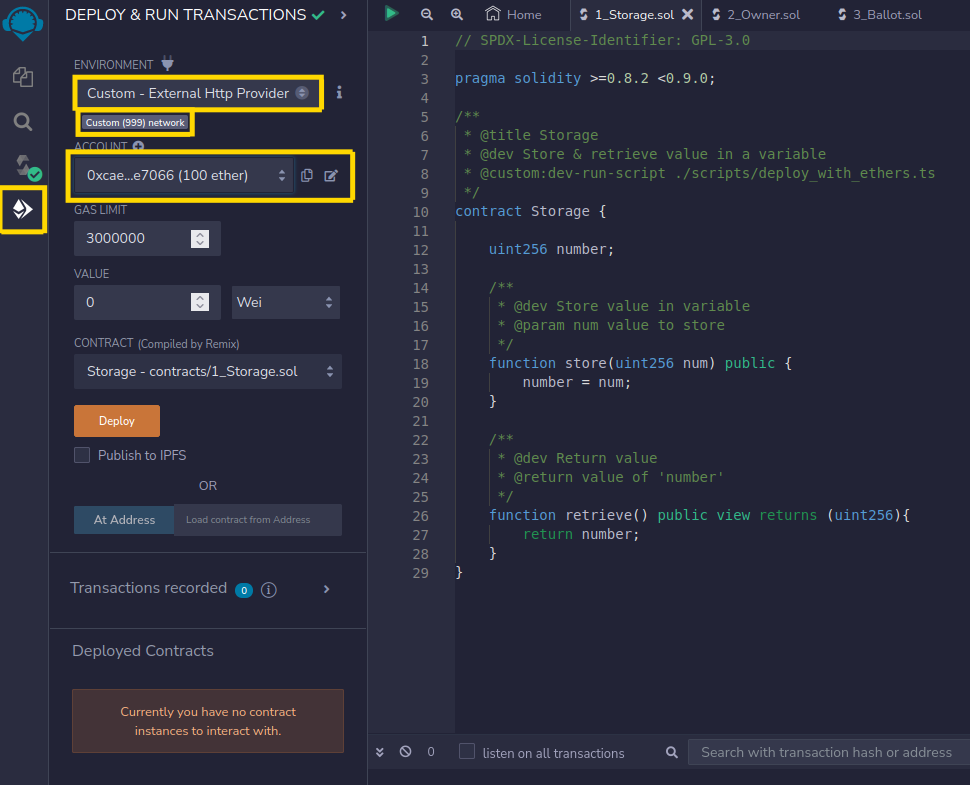 DEPLOY & RUN TRANSACTIONS
ENVIRONMENT
Custom - External Http Provider
Custom (999) network
ACCOUNT
0xcae...e7066 (100 ether)
GAS LIMIT
3000000
VALUE
0
Wei
CONTRACT (Compiled by Remix)
Storage - contracts/1_Storage.sol
Deploy
Publish to IPFS
OR
At Address
Load contract from Address
Transactions recorded 0
Deployed Contracts
Currently you have no contract
instances to interact with.
Home
1_Storage.sol
2_Owner.sol
3_Ballot.sol
1 // SPDX-License-Identifier: GPL-3.0
2
3 pragma solidity >=0.8.2 <0.9.0;
4
5 /**
6 * @title Storage
7 * @dev Store & retrieve value in a variable
8 * @custom:dev-run-script ./scripts/deploy_with_ethers.ts
9 */
10 contract Storage {
11
12 uint256 number;
13
14 /**
15 * @dev Store value in variable
16 * @param num value to store
17 */
18 function store(uint256 num) public {
19 number = num;
20 }
21
22 /**
23 * @dev Return value
24 * @return value of 'number'
25 */
26 function retrieve() public view returns (uint256){
27 return number;
28 }
29 }
0
listen on all transactions
Search with transaction hash or address